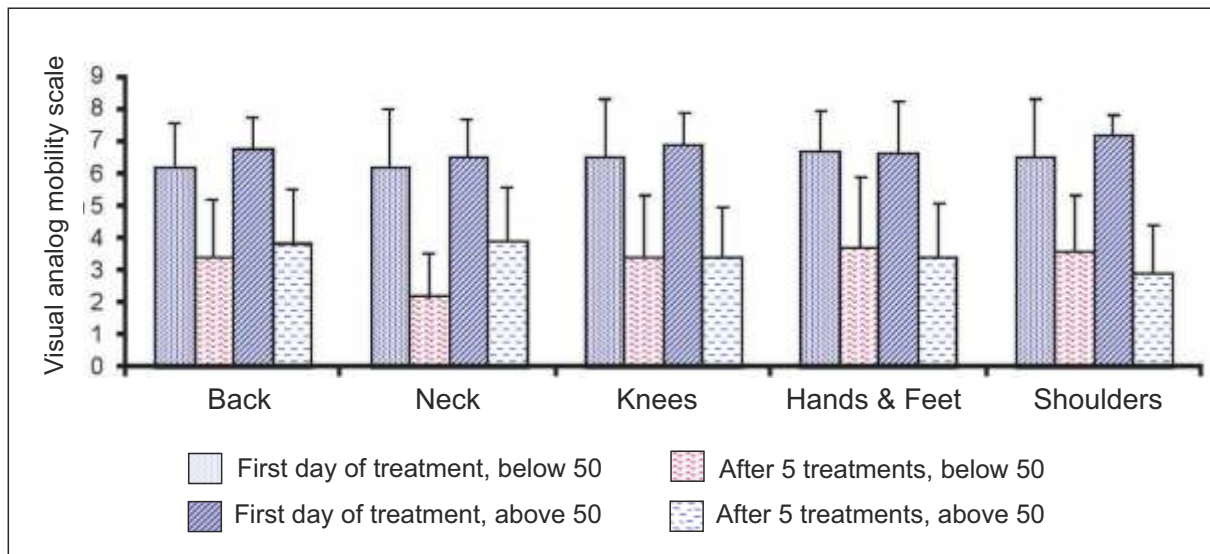 Visual analog mobility scale
9
8
7
6
5
4
3
2
1
0
Back Neck Knees Hands & Feet Shoulders
First day of treatment, below 50 After 5 treatments, below 50
First day of treatment, above 50 After 5 treatments, above 50